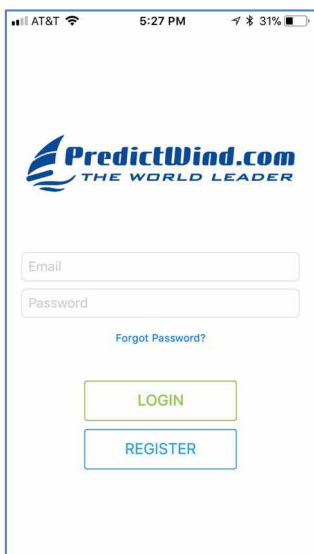 AT&T 5:27 PM 31%
PredictWind.com
THE WORLD LEADER
Email
Password
Forgot Password?
LOGIN
REGISTER